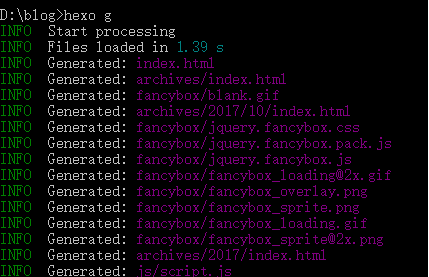 D:\blog>hexo g
INFO  Start processing
INFO  Files loaded in 1.39 s
INFO  Generated: index.html
INFO  Generated: archives/index.html
INFO  Generated: fancybox/blank.gif
INFO  Generated: archives/2017/10/index.html
INFO  Generated: fancybox/jquery.fancybox.css
INFO  Generated: fancybox/jquery.fancybox.pack.js
INFO  Generated: fancybox/jquery.fancybox.js
INFO  Generated: fancybox/fancybox_loading@2x.gif
INFO  Generated: fancybox/fancybox_overlay.png
INFO  Generated: fancybox/fancybox_sprite.png
INFO  Generated: fancybox/fancybox_loading.gif
INFO  Generated: fancybox/fancybox_sprite@2x.png
INFO  Generated: archives/2017/index.html
INFO  Generated: js/script.js